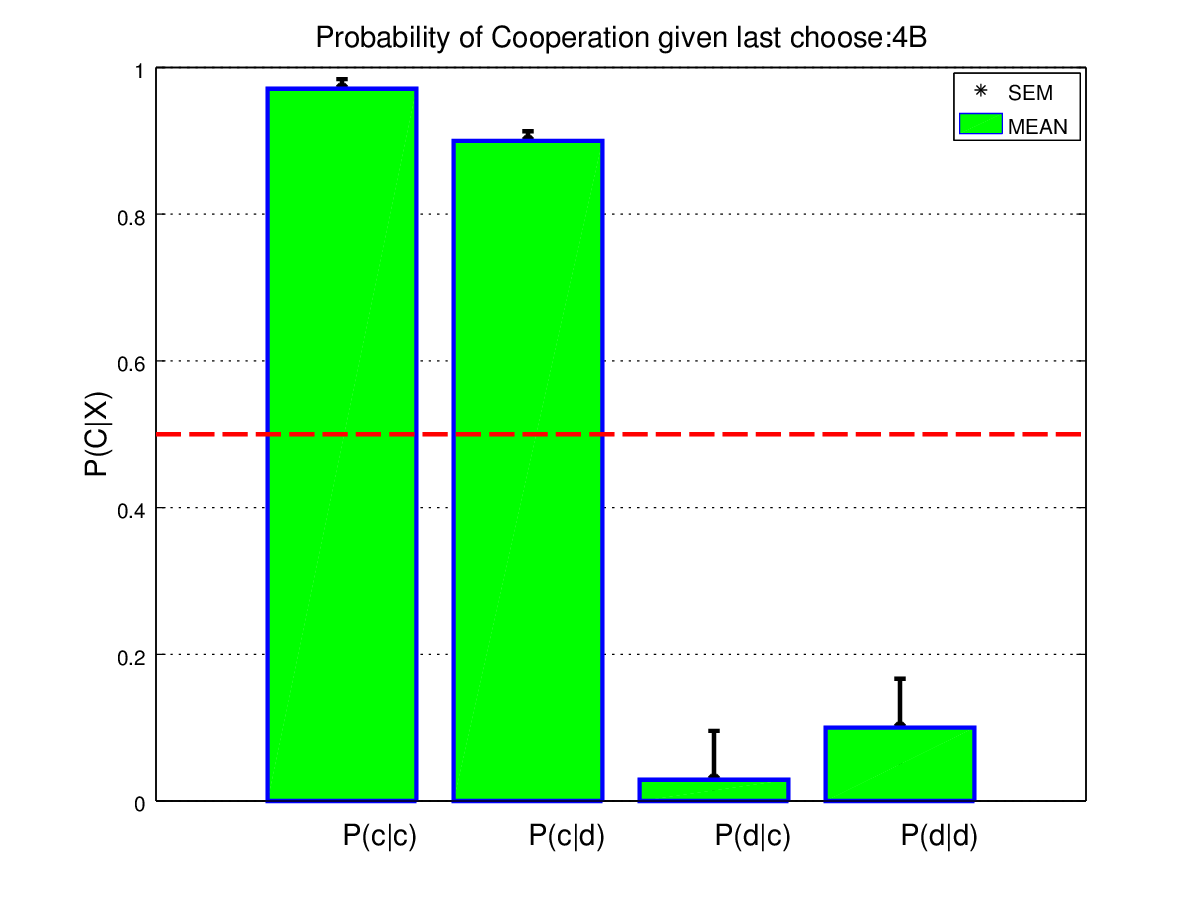 Probability of Cooperation given last choose:4B
SEM
MEAN
P(C|X)
1
0.8
0.6
0.4
0.2
0
P(c|c) P(c|d) P(d|c) P(d|d)